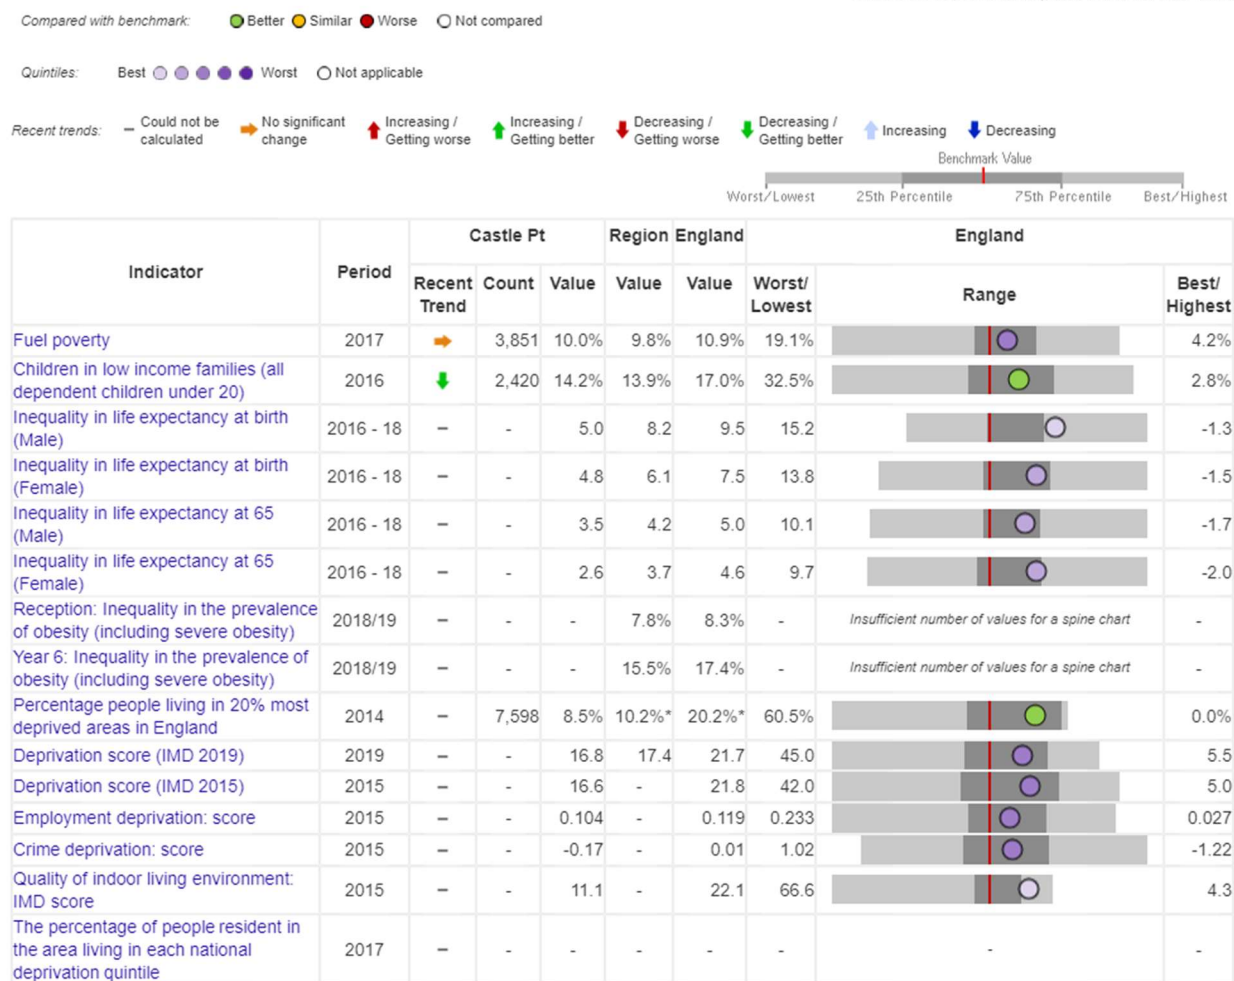 Compared with benchmark: Better Similar Worse Not compared
Quintiles: Best Worst Not applicable
Recent trends: Could not be calculated No significant change Increasing / Getting worse Increasing / Getting better Decreasing / Getting worse Decreasing / Getting better Increasing Decreasing
Benchmark Value
Worst/Lowest 25th Percentile 75th Percentile Best/Highest
Indicator Period Castle Pt Region England England
Recent Trend Count Value Value Value Worst/ Lowest Range Best/ Highest
Fuel poverty 2017 3,851 10.0% 9.8% 10.9% 19.1% 4.2%
Children in low income families (all
dependent children under 20) 2016 2,420 14.2% 13.9% 17.0% 32.5% 2.8%
Inequality in life expectancy at birth
(Male) 2016 - 18 – - 5.0 8.2 9.5 15.2 -1.3
Inequality in life expectancy at birth
(Female) 2016 - 18 – - 4.8 6.1 7.5 13.8 -1.5
Inequality in life expectancy at 65
(Male) 2016 - 18 – - 3.5 4.2 5.0 10.1 -1.7
Inequality in life expectancy at 65
(Female) 2016 - 18 – - 2.6 3.7 4.6 9.7 -2.0
Reception: Inequality in the prevalence
of obesity (including severe obesity) 2018/19 – - - 7.8% 8.3% - Insufficient number of values for a spine chart -
Year 6: Inequality in the prevalence of
obesity (including severe obesity) 2018/19 – - - 15.5% 17.4% - Insufficient number of values for a spine chart -
Percentage people living in 20% most
deprived areas in England 2014 – 7,598 8.5% 10.2%* 20.2%* 60.5% 0.0%
Deprivation score (IMD 2019) 2019 – - 16.8 17.4 21.7 45.0 5.5
Deprivation score (IMD 2015) 2015 – - 16.6 - 21.8 42.0 5.0
Employment deprivation: score 2015 – - 0.104 - 0.119 0.233 0.027
Crime deprivation: score 2015 – - -0.17 - 0.01 1.02 -1.22
Quality of indoor living environment:
IMD score 2015 – - 11.1 - 22.1 66.6 4.3
The percentage of people resident in
the area living in each national
deprivation quintile 2017 – - - - - - - -